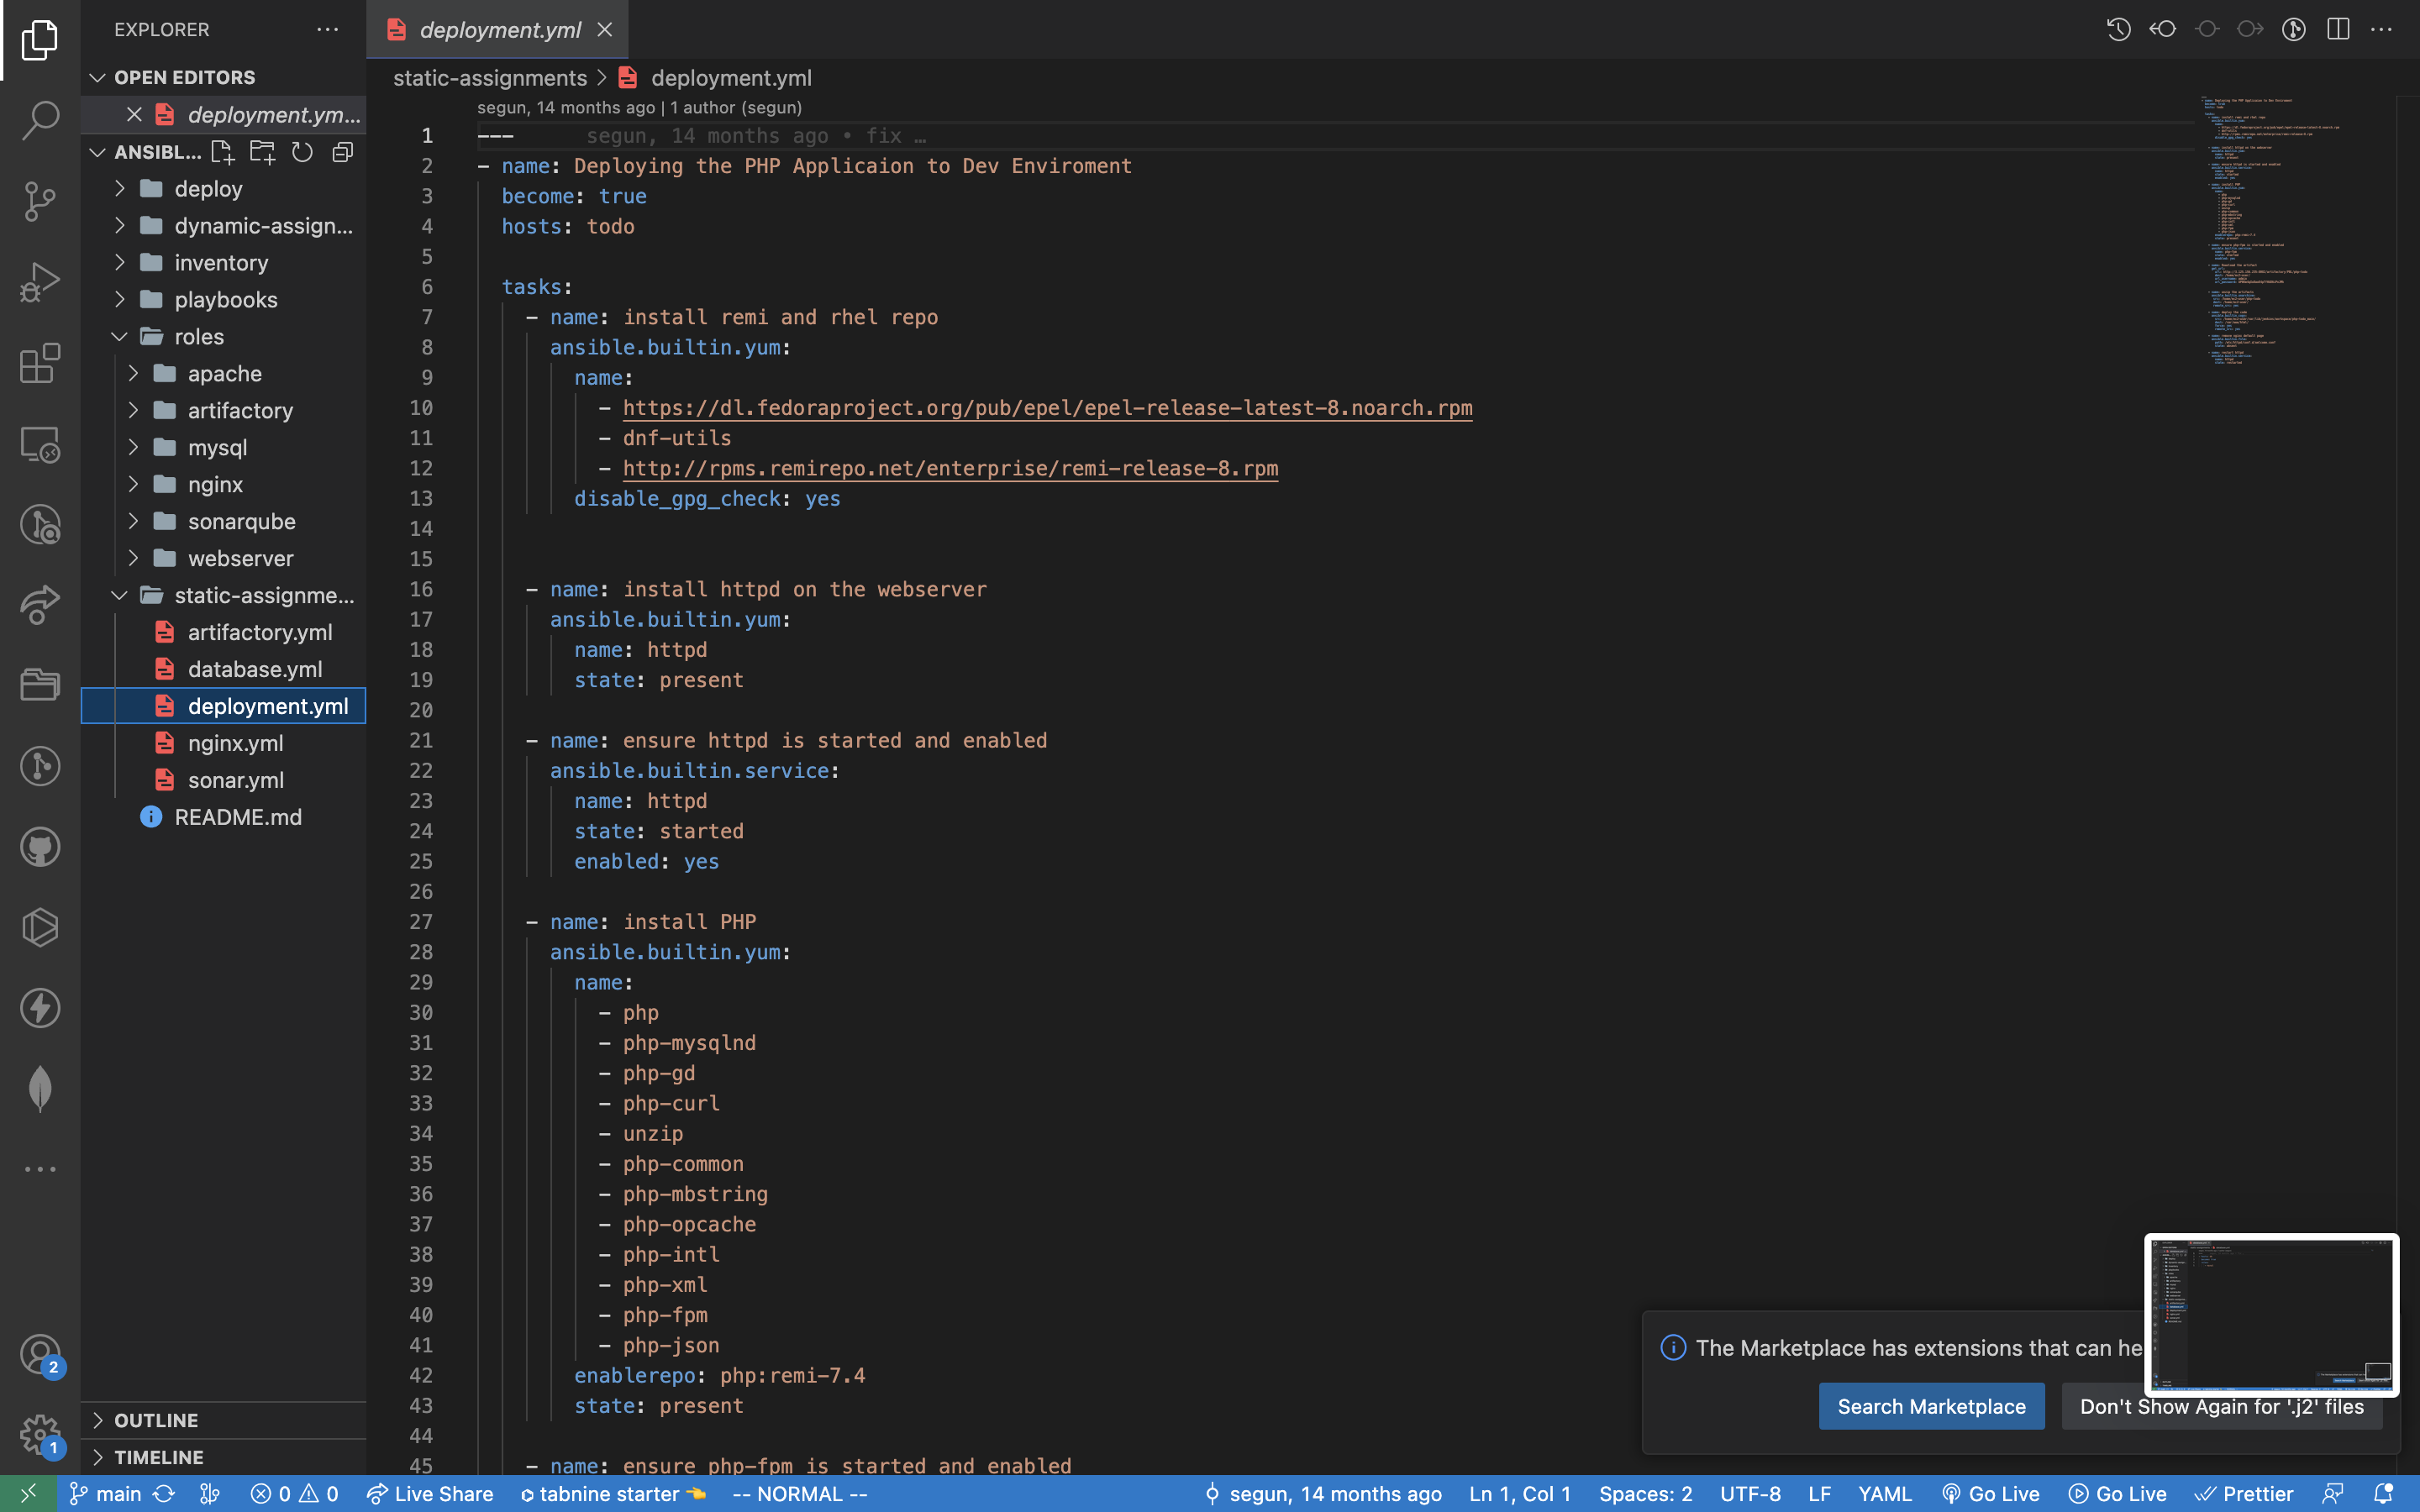 EXPLORER
OPEN EDITORS
deployment.ym...
ANSIBL...
deploy
dynamic-assign...
inventory
playbooks
roles
apache
artifactory
mysql
nginx
sonarqube
webserver
static-assignme...
artifactory.yml
database.yml
deployment.yml
nginx.yml
sonar.yml
README.md
OUTLINE
TIMELINE
2
1
deployment.yml
static-assignments > deployment.yml
segun, 14 months ago | 1 author (segun)
1 --- segun, 14 months ago • fix …
2 - name: Deploying the PHP Applicaion to Dev Enviroment
3 become: true
4 hosts: todo
5
6 tasks:
7 - name: install remi and rhel repo
8 ansible.builtin.yum:
9 name:
10 - https://dl.fedoraproject.org/pub/epel/epel-release-latest-8.noarch.rpm
11 - dnf-utils
12 - http://rpms.remirepo.net/enterprise/remi-release-8.rpm
13 disable_gpg_check: yes
14
15
16 - name: install httpd on the webserver
17 ansible.builtin.yum:
18 name: httpd
19 state: present
20
21 - name: ensure httpd is started and enabled
22 ansible.builtin.service:
23 name: httpd
24 state: started
25 enabled: yes
26
27 - name: install PHP
28 ansible.builtin.yum:
29 name:
30 - php
31 - php-mysqlnd
32 - php-gd
33 - php-curl
34 - unzip
35 - php-common
36 - php-mbstring
37 - php-opcache
38 - php-intl
39 - php-xml
40 - php-fpm
41 - php-json
42 enablerepo: php:remi-7.4
43 state: present
44
45 - name: ensure php-fpm is started and enabled
The Marketplace has extensions that can he
Search Marketplace
Don't Show Again for '.j2' files
main 0 0 Live Share tabnine starter -- NORMAL -- segun, 14 months ago Ln 1, Col 1 Spaces: 2 UTF-8 LF YAML Go Live Go Live Prettier